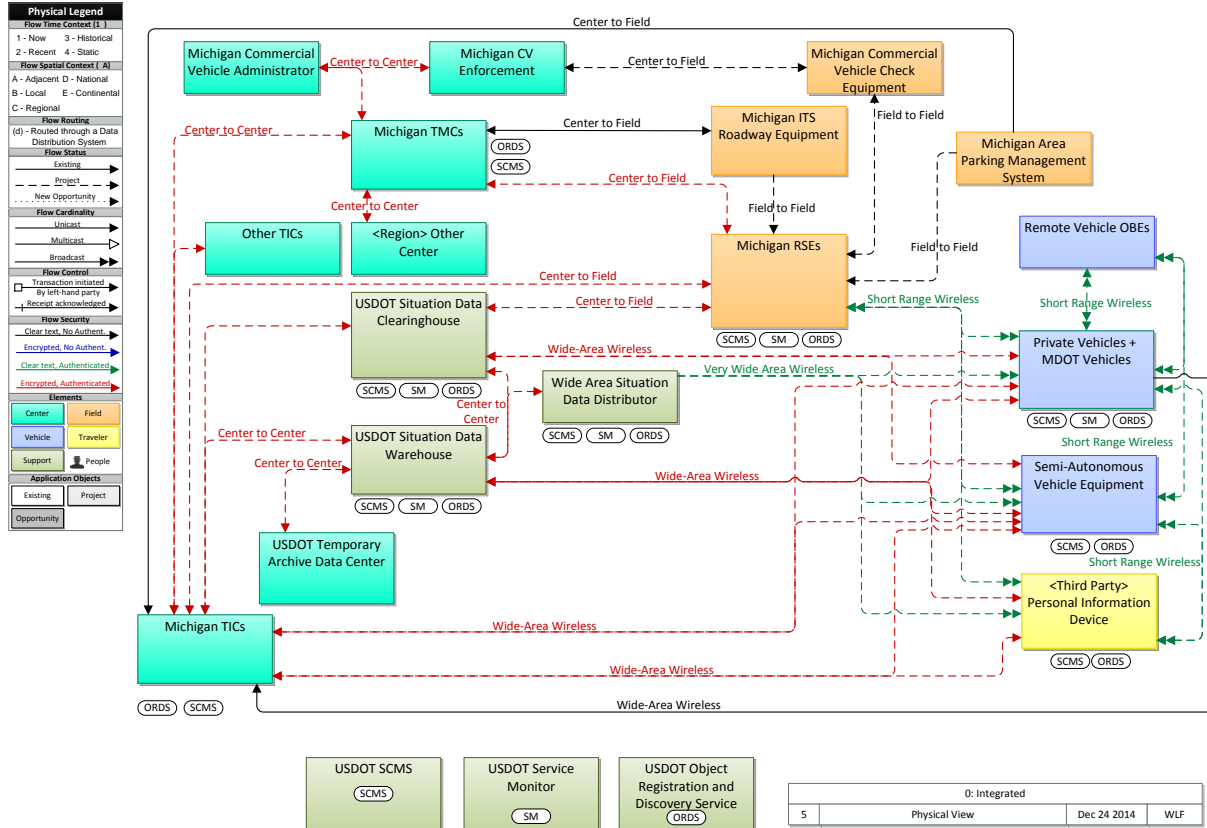 Physical Legend
Flow Time Context (1 )
1 - Now 3 - Historical
2 - Recent 4 - Static
Flow Spatial Context ( A)
A - Adjacent D - National
B - Local E - Continental
C - Regional
Flow Routing
(d) - Routed through a Data
Distribution System
Flow Status
Existing
Project
New Opportunity
Flow Cardinality
Unicast
Multicast
Broadcast
Flow Control
Transaction initiated
By left-hand party
Receipt acknowledged
Flow Security
Clear text, No Authent.
Encrypted, No Authent.
Clear text, Authenticated
Encrypted, Authenticated
Elements
Center Field
Vehicle Traveler
Support People
Application Objects
Existing Project
Opportunity
Center to Field
Michigan Commercial
Vehicle Administrator
Center to Center
Michigan CV
Enforcement
Center to Field
Michigan Commercial
Vehicle Check
Equipment
Center to Center
Michigan TMCs
ORDS
SCMS
Center to Field
Michigan ITS
Roadway Equipment
Field to Field
Michigan Area
Parking Management
System
Center to Field
Center to Center
Field to Field
Other TICs
<Region> Other
Center
Michigan RSEs
SCMS SM ORDS
Field to Field
Remote Vehicle OBEs
Center to Field
USDOT Situation Data
Clearinghouse
SCMS SM ORDS
Center to Field
Short Range Wireless
Short Range Wireless
Private Vehicles +
MDOT Vehicles
SCMS SM ORDS
Wide-Area Wireless
Very Wide Area Wireless
Wide Area Situation
Data Distributor
SCMS SM ORDS
Center to
Center
Center to Center
USDOT Situation Data
Warehouse
SCMS SM ORDS
Center to Center
Short Range Wireless
Semi-Autonomous
Vehicle Equipment
SCMS ORDS
Wide-Area Wireless
USDOT Temporary
Archive Data Center
Short Range Wireless
<Third Party>
Personal Information
Device
SCMS ORDS
Michigan TICs
ORDS SCMS
Wide-Area Wireless
Wide-Area Wireless
Wide-Area Wireless
USDOT SCMS
SCMS
USDOT Service
Monitor
SM
USDOT Object
Registration and
Discovery Service
ORDS
0: Integrated
5 Physical View Dec 24 2014 WLF